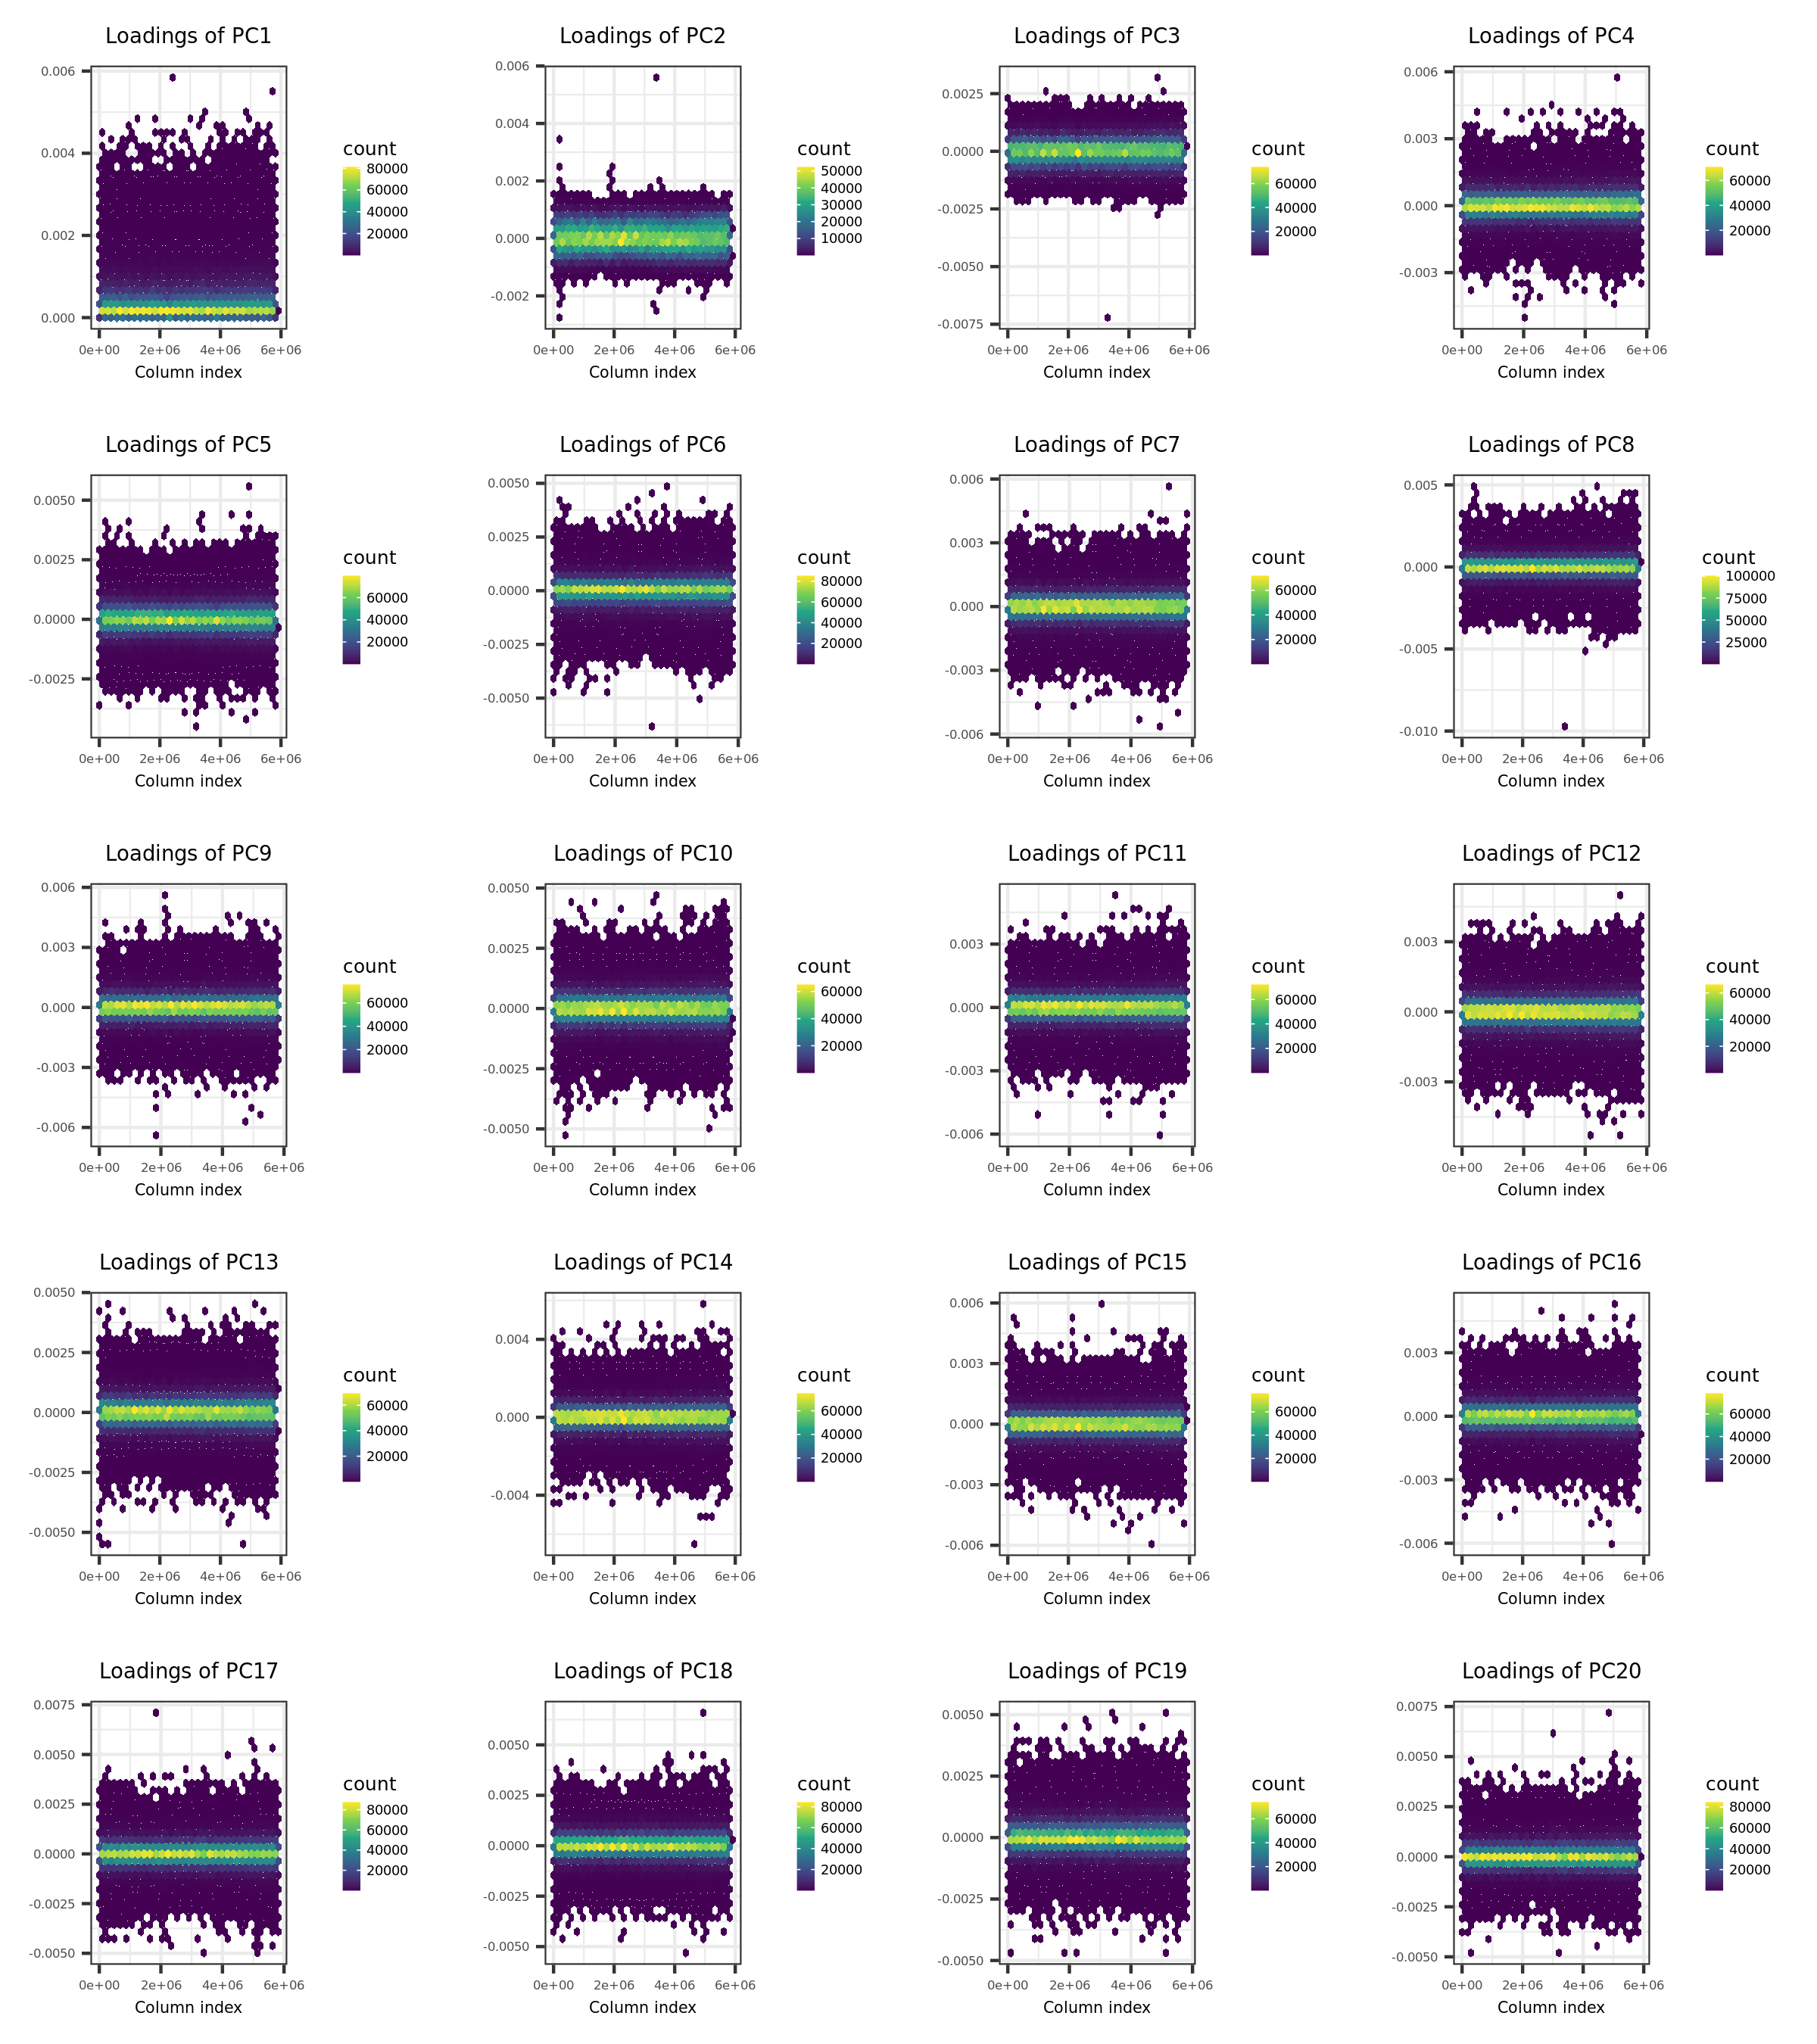 Loadings of PC1
0.006
0.004
0.002
0.000
0e+00 2e+06 4e+06 6e+06
Column index
count
80000
60000
40000
20000
Loadings of PC2
0.006
0.004
0.002
0.000
-0.002
0e+00 2e+06 4e+06 6e+06
Column index
count
50000
40000
30000
20000
10000
Loadings of PC3
0.0025
0.0000
-0.0025
-0.0050
-0.0075
0e+00 2e+06 4e+06 6e+06
Column index
count
60000
40000
20000
Loadings of PC4
0.006
0.003
0.000
-0.003
0e+00 2e+06 4e+06 6e+06
Column index
count
60000
40000
20000
Loadings of PC5
0.0050
0.0025
0.0000
-0.0025
0e+00 2e+06 4e+06 6e+06
Column index
count
60000
40000
20000
Loadings of PC6
0.0050
0.0025
0.0000
-0.0025
-0.0050
0e+00 2e+06 4e+06 6e+06
Column index
count
80000
60000
40000
20000
Loadings of PC7
0.006
0.003
0.000
-0.003
-0.006
0e+00 2e+06 4e+06 6e+06
Column index
count
60000
40000
20000
Loadings of PC8
0.005
0.000
-0.005
-0.010
0e+00 2e+06 4e+06 6e+06
Column index
count
100000
75000
50000
25000
Loadings of PC9
0.006
0.003
0.000
-0.003
-0.006
0e+00 2e+06 4e+06 6e+06
Column index
count
60000
40000
20000
Loadings of PC10
0.0050
0.0025
0.0000
-0.0025
-0.0050
0e+00 2e+06 4e+06 6e+06
Column index
count
60000
40000
20000
Loadings of PC11
0.003
0.000
-0.003
-0.006
0e+00 2e+06 4e+06 6e+06
Column index
count
60000
40000
20000
Loadings of PC12
0.003
0.000
-0.003
0e+00 2e+06 4e+06 6e+06
Column index
count
60000
40000
20000
Loadings of PC13
0.0050
0.0025
0.0000
-0.0025
-0.0050
0e+00 2e+06 4e+06 6e+06
Column index
count
60000
40000
20000
Loadings of PC14
0.004
0.000
-0.004
0e+00 2e+06 4e+06 6e+06
Column index
count
60000
40000
20000
Loadings of PC15
0.006
0.003
0.000
-0.003
-0.006
0e+00 2e+06 4e+06 6e+06
Column index
count
60000
40000
20000
Loadings of PC16
0.003
0.000
-0.003
-0.006
0e+00 2e+06 4e+06 6e+06
Column index
count
60000
40000
20000
Loadings of PC17
0.0075
0.0050
0.0025
0.0000
-0.0025
-0.0050
0e+00 2e+06 4e+06 6e+06
Column index
count
80000
60000
40000
20000
Loadings of PC18
0.0050
0.0025
0.0000
-0.0025
-0.0050
0e+00 2e+06 4e+06 6e+06
Column index
count
80000
60000
40000
20000
Loadings of PC19
0.0050
0.0025
0.0000
-0.0025
-0.0050
0e+00 2e+06 4e+06 6e+06
Column index
count
60000
40000
20000
Loadings of PC20
0.0075
0.0050
0.0025
0.0000
-0.0025
-0.0050
0e+00 2e+06 4e+06 6e+06
Column index
count
80000
60000
40000
20000